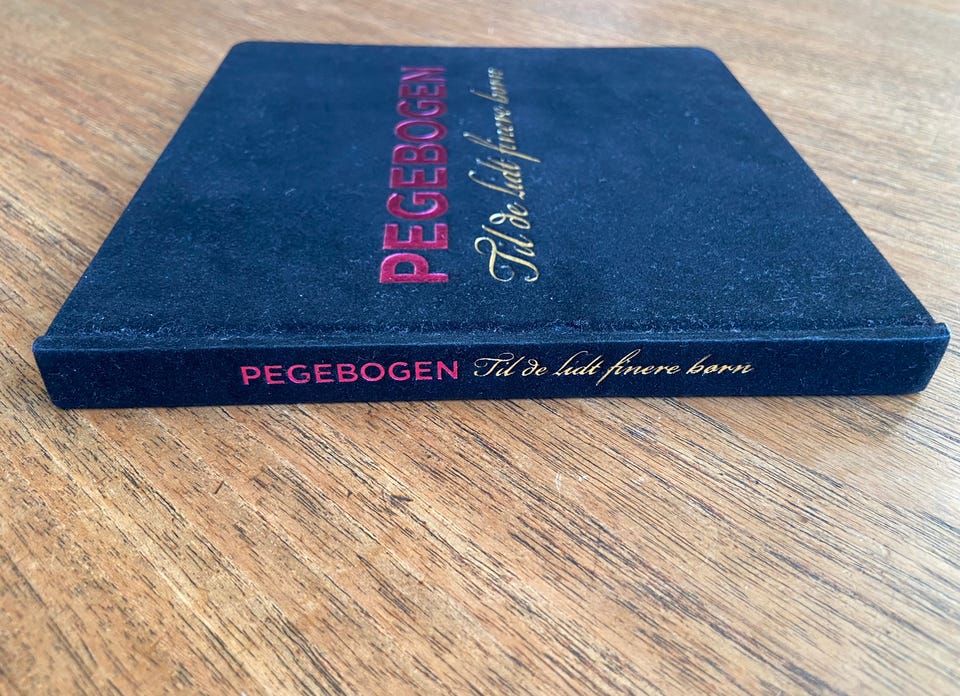 PEGEBOGEN
Til de lidt finere børn
PEGEBOGEN Til de lidt finere børn